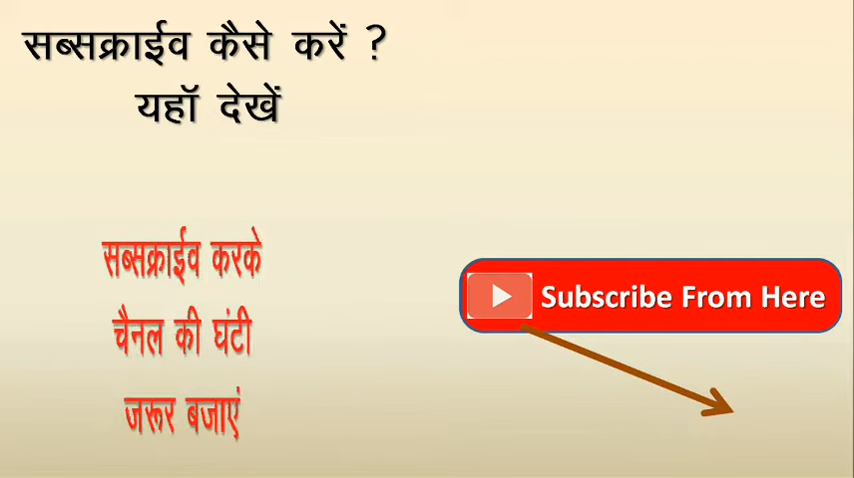 सब्सक्राईव कैसे करें ?
यहॉ देखें
सब्सक्राईव करके
चैनल की घंटी
जरूर बजाएं
Subscribe From Here